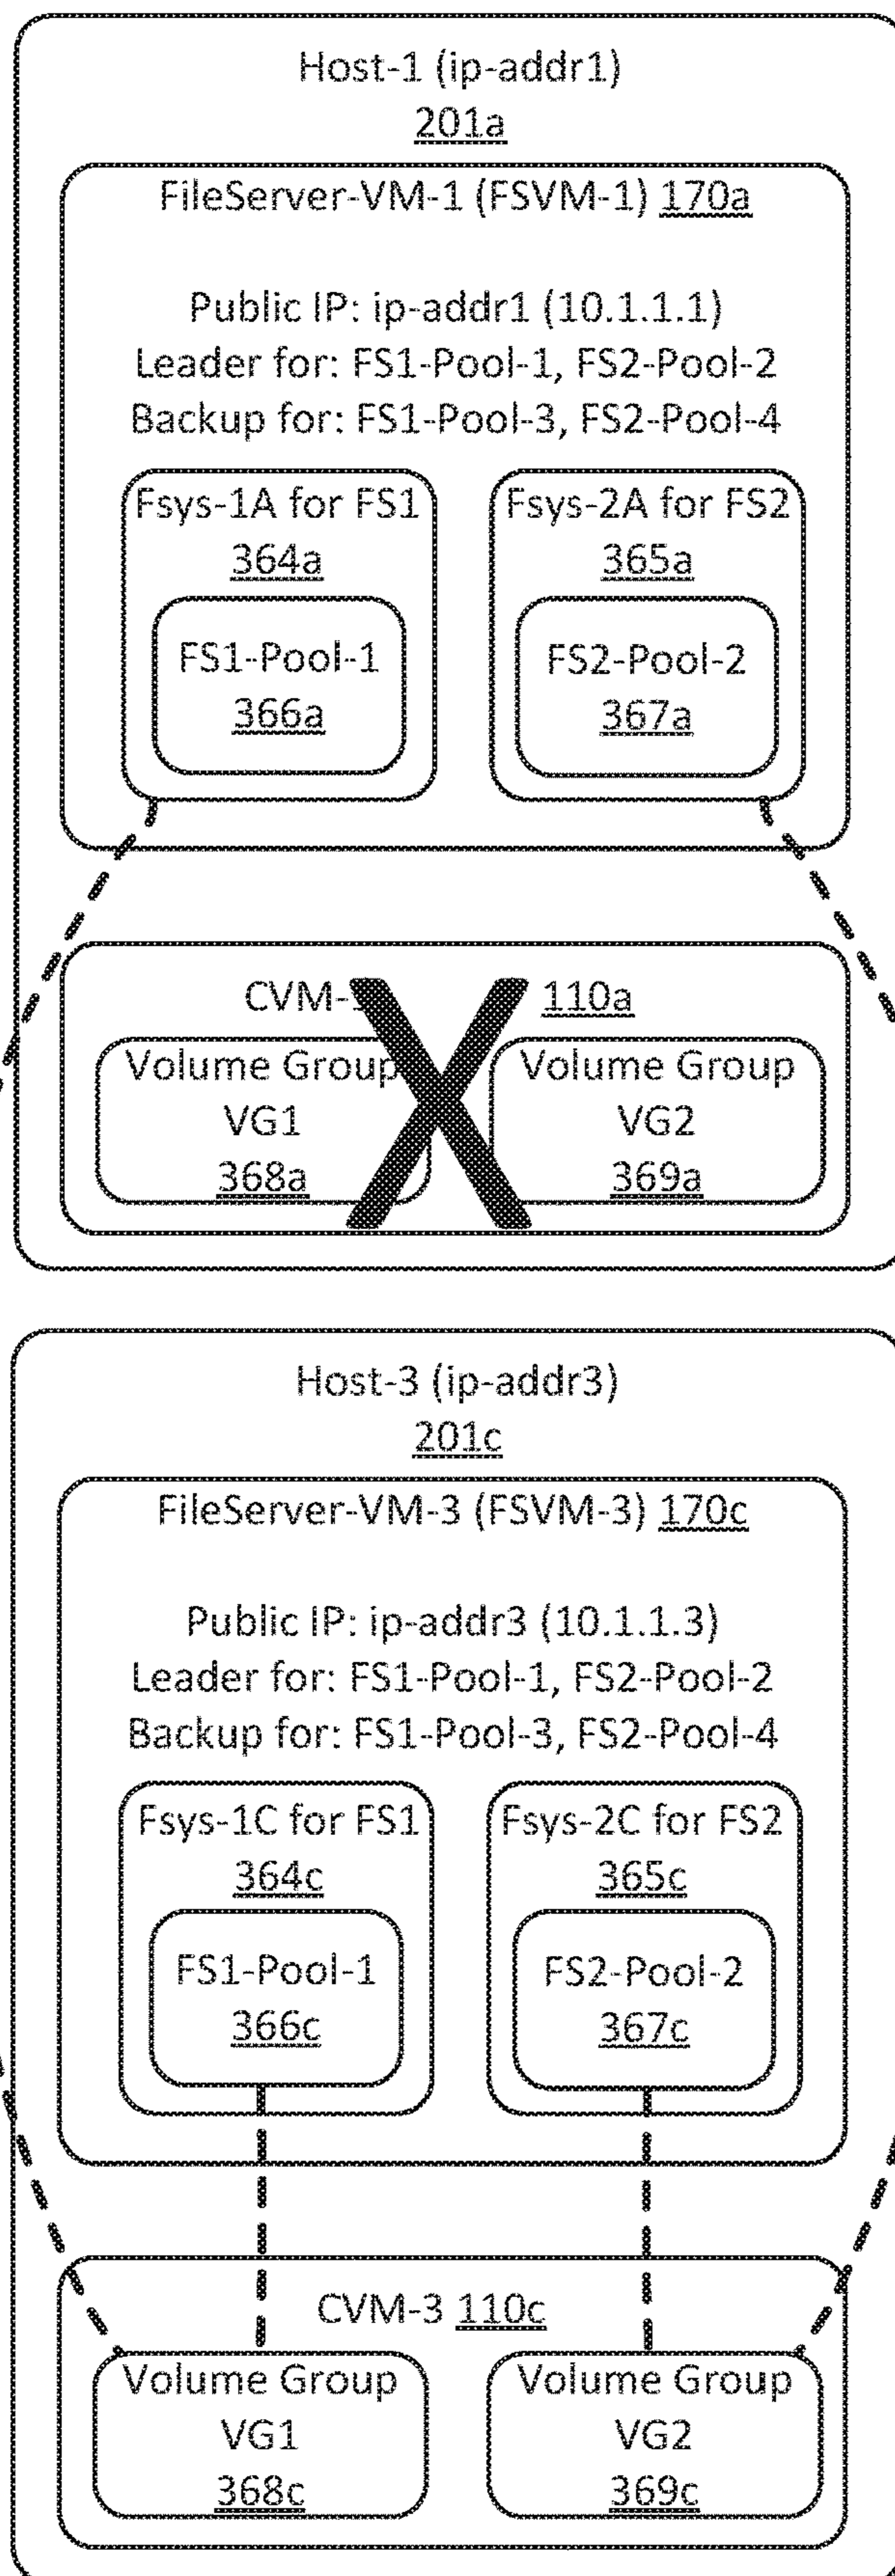 Host-1 (ip-addr1)
201a
FileServer-VM-1 (FSVM-1) 170a
Public IP: ip-addr1 (10.1.1.1)
Leader for: FS1-Pool-1, FS2-Pool-2
Backup for: FS1-Pool-3, FS2-Pool-4
Fsys-1A for FS1
364a
FS1-Pool-1
366a
Fsys-2A for FS2
365a
FS2-Pool-2
367a
CVM- 110a
Volume Group
VG1
368a
Volume Group
VG2
369a
Host-3 (ip-addr3)
201c
FileServer-VM-3 (FSVM-3) 170c
Public IP: ip-addr3 (10.1.1.3)
Leader for: FS1-Pool-1, FS2-Pool-2
Backup for: FS1-Pool-3, FS2-Pool-4
Fsys-1C for FS1
364c
FS1-Pool-1
366c
Fsys-2C for FS2
365c
FS2-Pool-2
367c
CVM-3 110c
Volume Group
VG1
368c
Volume Group
VG2
369c